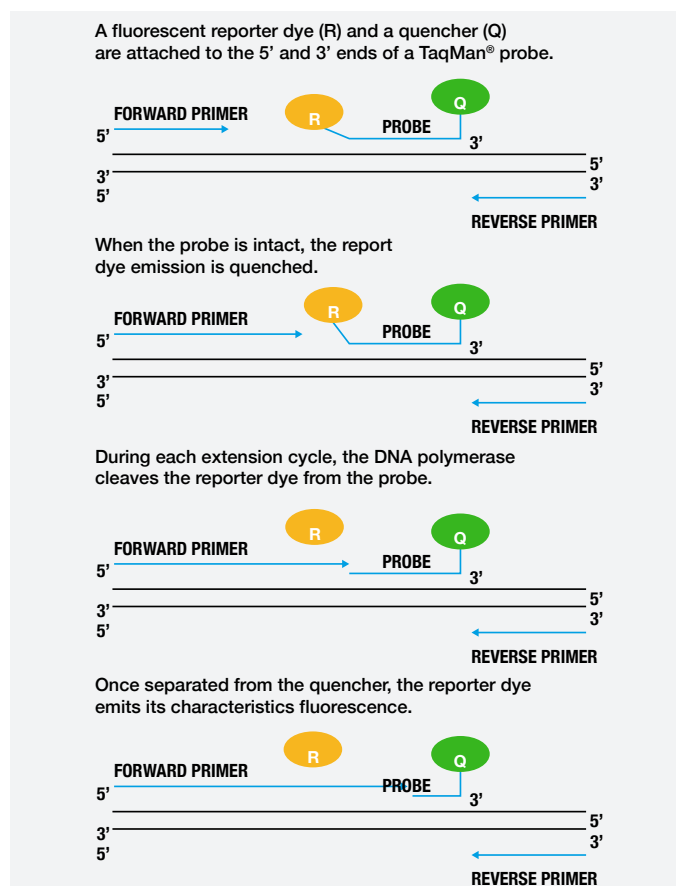 A fluorescent reporter dye (R) and a quencher (Q)
are attached to the 5’ and 3’ ends of a TaqMan® probe.
FORWARD PRIMER
R
PROBE
Q
5’
3’
5’
3’
3’
5’
REVERSE PRIMER
When the probe is intact, the report
dye emission is quenched.
FORWARD PRIMER
R
PROBE
Q
5’
3’
5’
3’
3’
5’
REVERSE PRIMER
During each extension cycle, the DNA polymerase
cleaves the reporter dye from the probe.
FORWARD PRIMER
R
PROBE
Q
5’
3’
5’
3’
3’
5’
REVERSE PRIMER
Once separated from the quencher, the reporter dye
emits its characteristics fluorescence.
FORWARD PRIMER
R
PROBE
Q
5’
3’
5’
3’
3’
5’
REVERSE PRIMER